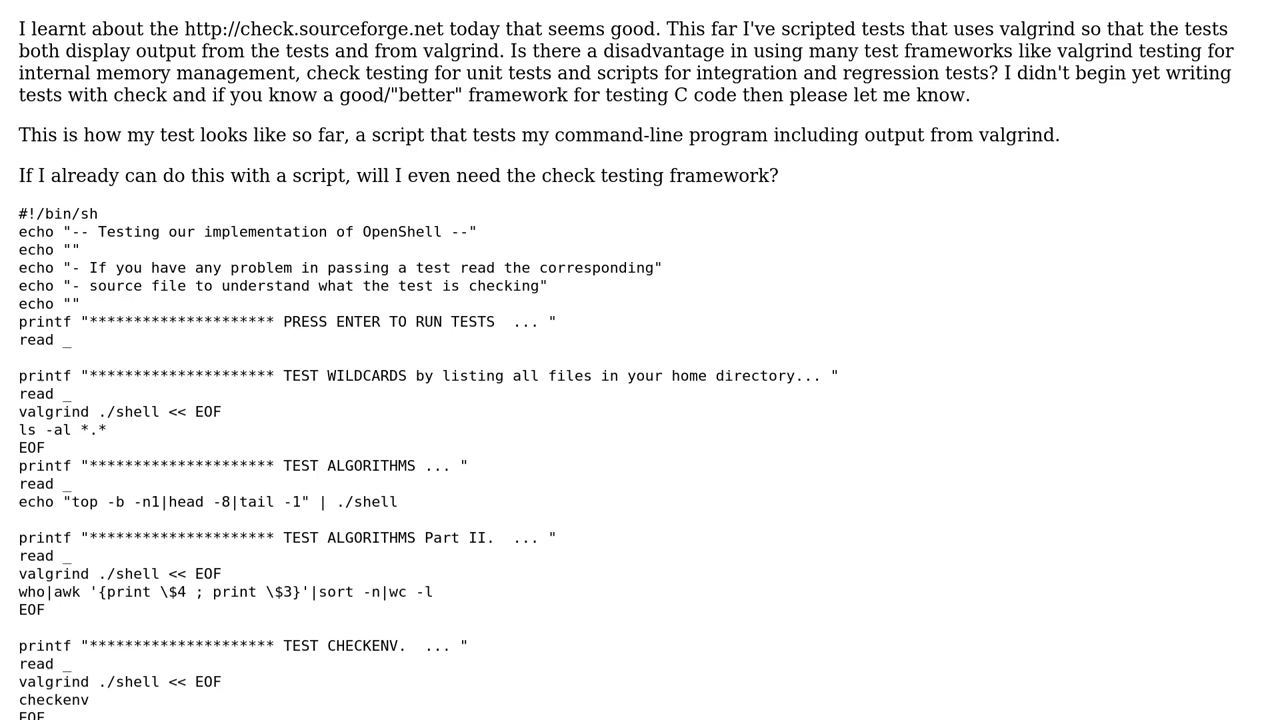 I learnt about the http://check.sourceforge.net today that seems good. This far I've scripted tests that uses valgrind so that the tests
both display output from the tests and from valgrind. Is there a disadvantage in using many test frameworks like valgrind testing for
internal memory management, check testing for unit tests and scripts for integration and regression tests? I didn't begin yet writing
tests with check and if you know a good/"better" framework for testing C code then please let me know.
This is how my test looks like so far, a script that tests my command-line program including output from valgrind.
If I already can do this with a script, will I even need the check testing framework?
#!/bin/sh
echo "-- Testing our implementation of OpenShell --"
echo ""
echo "- If you have any problem in passing a test read the corresponding"
echo "- source file to understand what the test is checking"
echo ""
printf "********************* PRESS ENTER TO RUN TESTS  ... "
read _
printf "********************* TEST WILDCARDS by listing all files in your home directory... "
read _
valgrind ./shell << EOF
ls -al *.*
EOF
printf "********************* TEST ALGORITHMS ... "
read _
echo "top -b -n1|head -8|tail -1" | ./shell
printf "********************* TEST ALGORITHMS Part II.  ... "
read _
valgrind ./shell << EOF
who|awk '{print \$4 ; print \$3}'|sort -n|wc -l
EOF
printf "********************* TEST CHECKENV.  ... "
read _
valgrind ./shell << EOF
checkenv
EOF